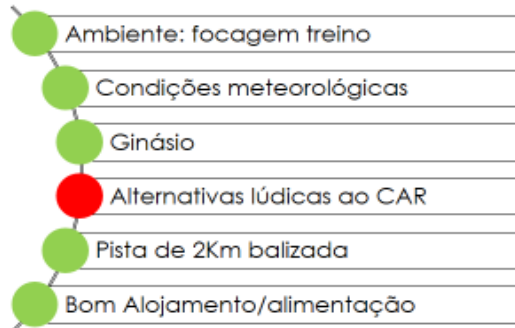 Ambiente: focagem treino
Condições meteorológicas
Ginásio
Alternativas lúdicas ao CAR
Pista de 2Km balizada
Bom Alojamento/alimentação